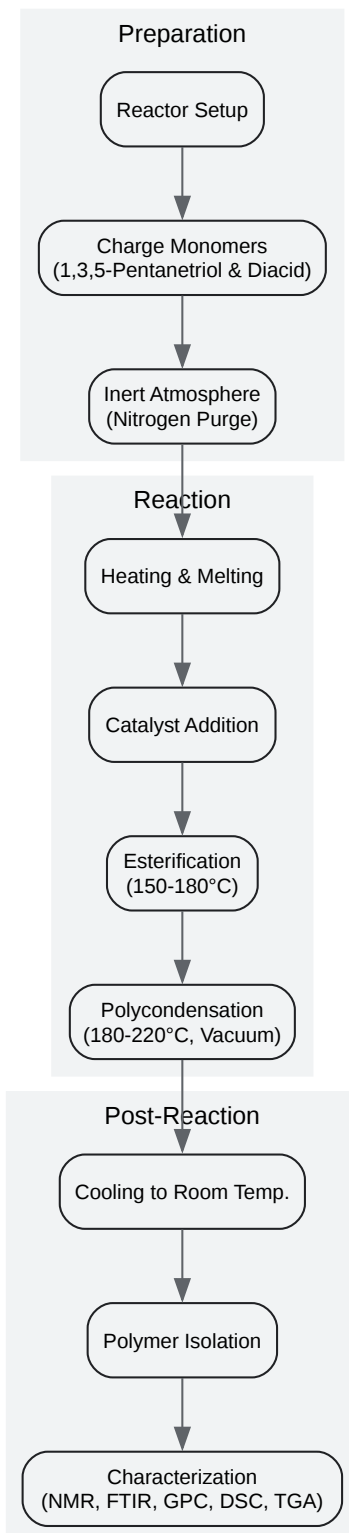 Preparation
Reactor Setup
Charge Monomers
(1,3,5-Pentanetriol & Diacid)
Inert Atmosphere
(Nitrogen Purge)
Reaction
Heating & Melting
Catalyst Addition
Esterification
(150-180°C)
Polycondensation
(180-220°C, Vacuum)
Post-Reaction
Cooling to Room Temp.
Polymer Isolation
Characterization
(NMR, FTIR, GPC, DSC, TGA)